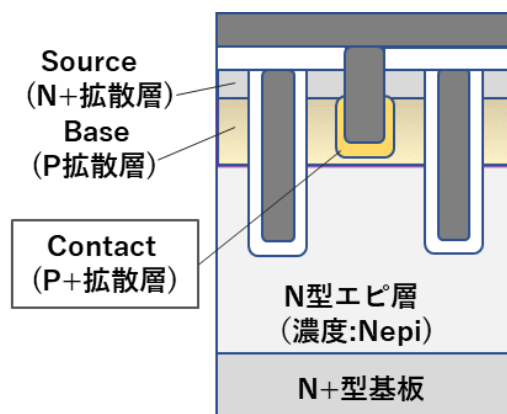 Source
(N+拡散層)
Base
(P拡散層)
Contact
(P+拡散層)
N型エピ層
(濃度:Nepi)
N+型基板